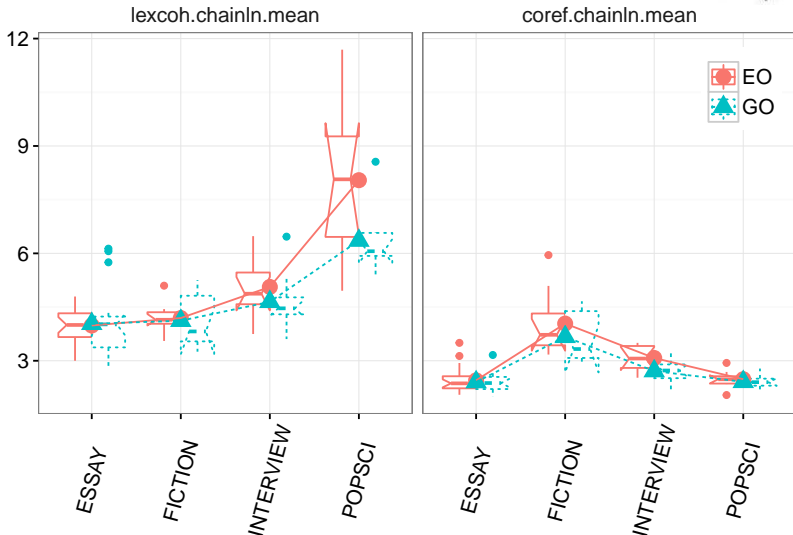 lexcoh.chainln.mean
coref.chainln.mean
12
9
6
3
EO
GO
ESSAY
FICTION
INTERVIEW
POPSCI
ESSAY
FICTION
INTERVIEW
POPSCI